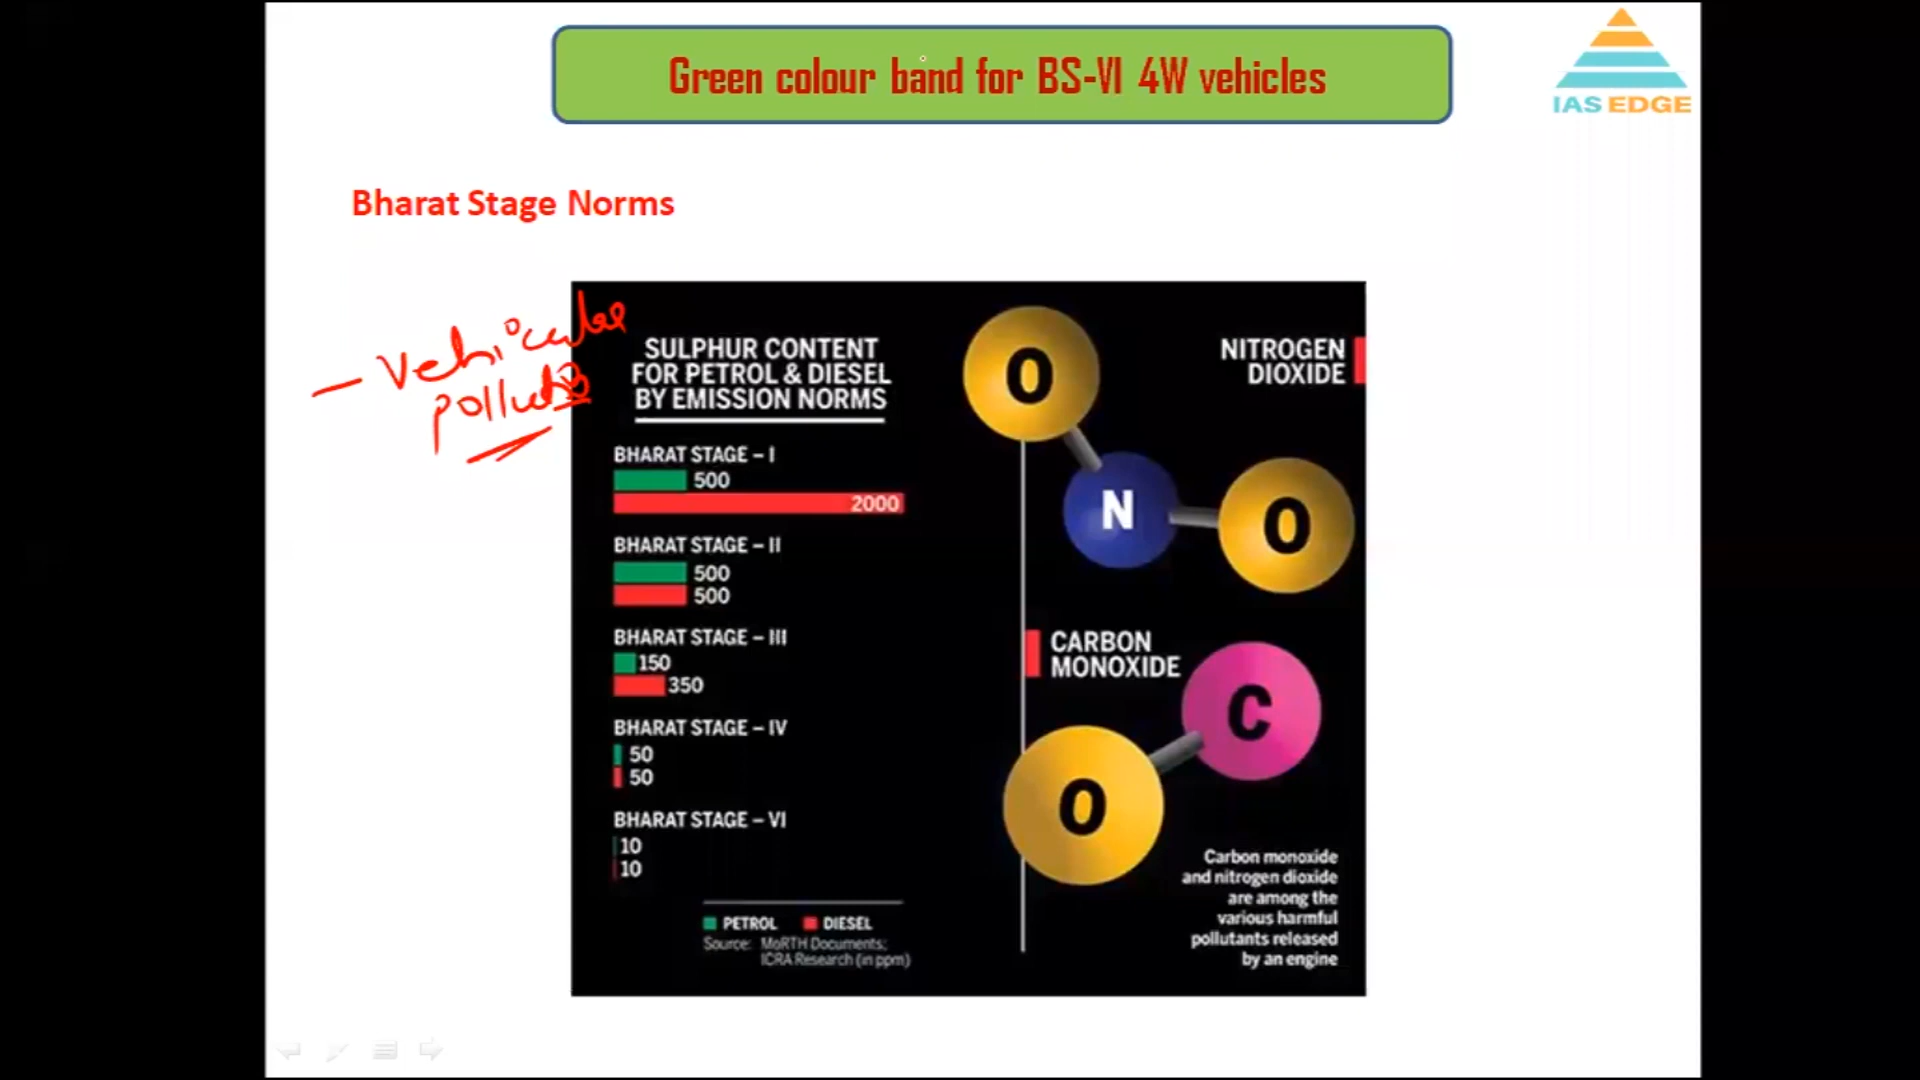 Green colour band for BS-VI 4W vehicles
IAS EDGE
Bharat Stage Norms
SULPHUR CONTENT
FOR PETROL & DIESEL
BY EMISSION NORMS
BHARAT STAGE – I
500
2000
BHARAT STAGE – II
500
500
BHARAT STAGE – III
150
350
BHARAT STAGE – IV
50
50
BHARAT STAGE – VI
10
10
PETROL DIESEL
Source: MoRTH Documents;
ICRA Research (in ppm)
NITROGEN
DIOXIDE
O
N
O
CARBON
MONOXIDE
C
O
Carbon monoxide
and nitrogen dioxide
are among the
various harmful
pollutants released
by an engine